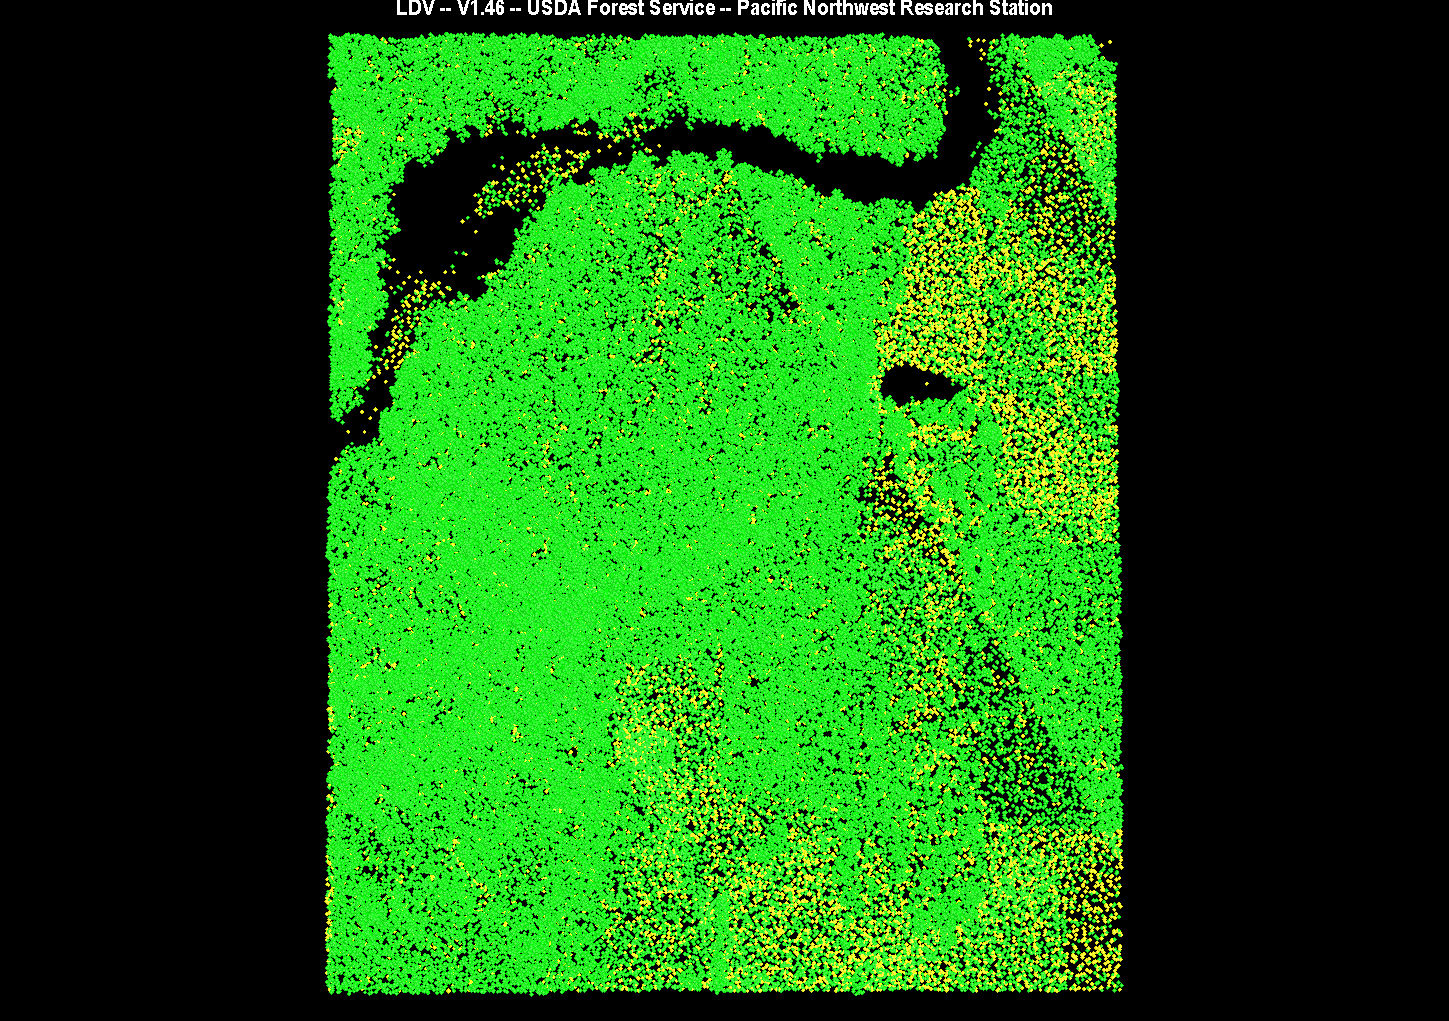 LDV -- V1.46 -- USDA Forest Service -- Pacific Northwest Research Station